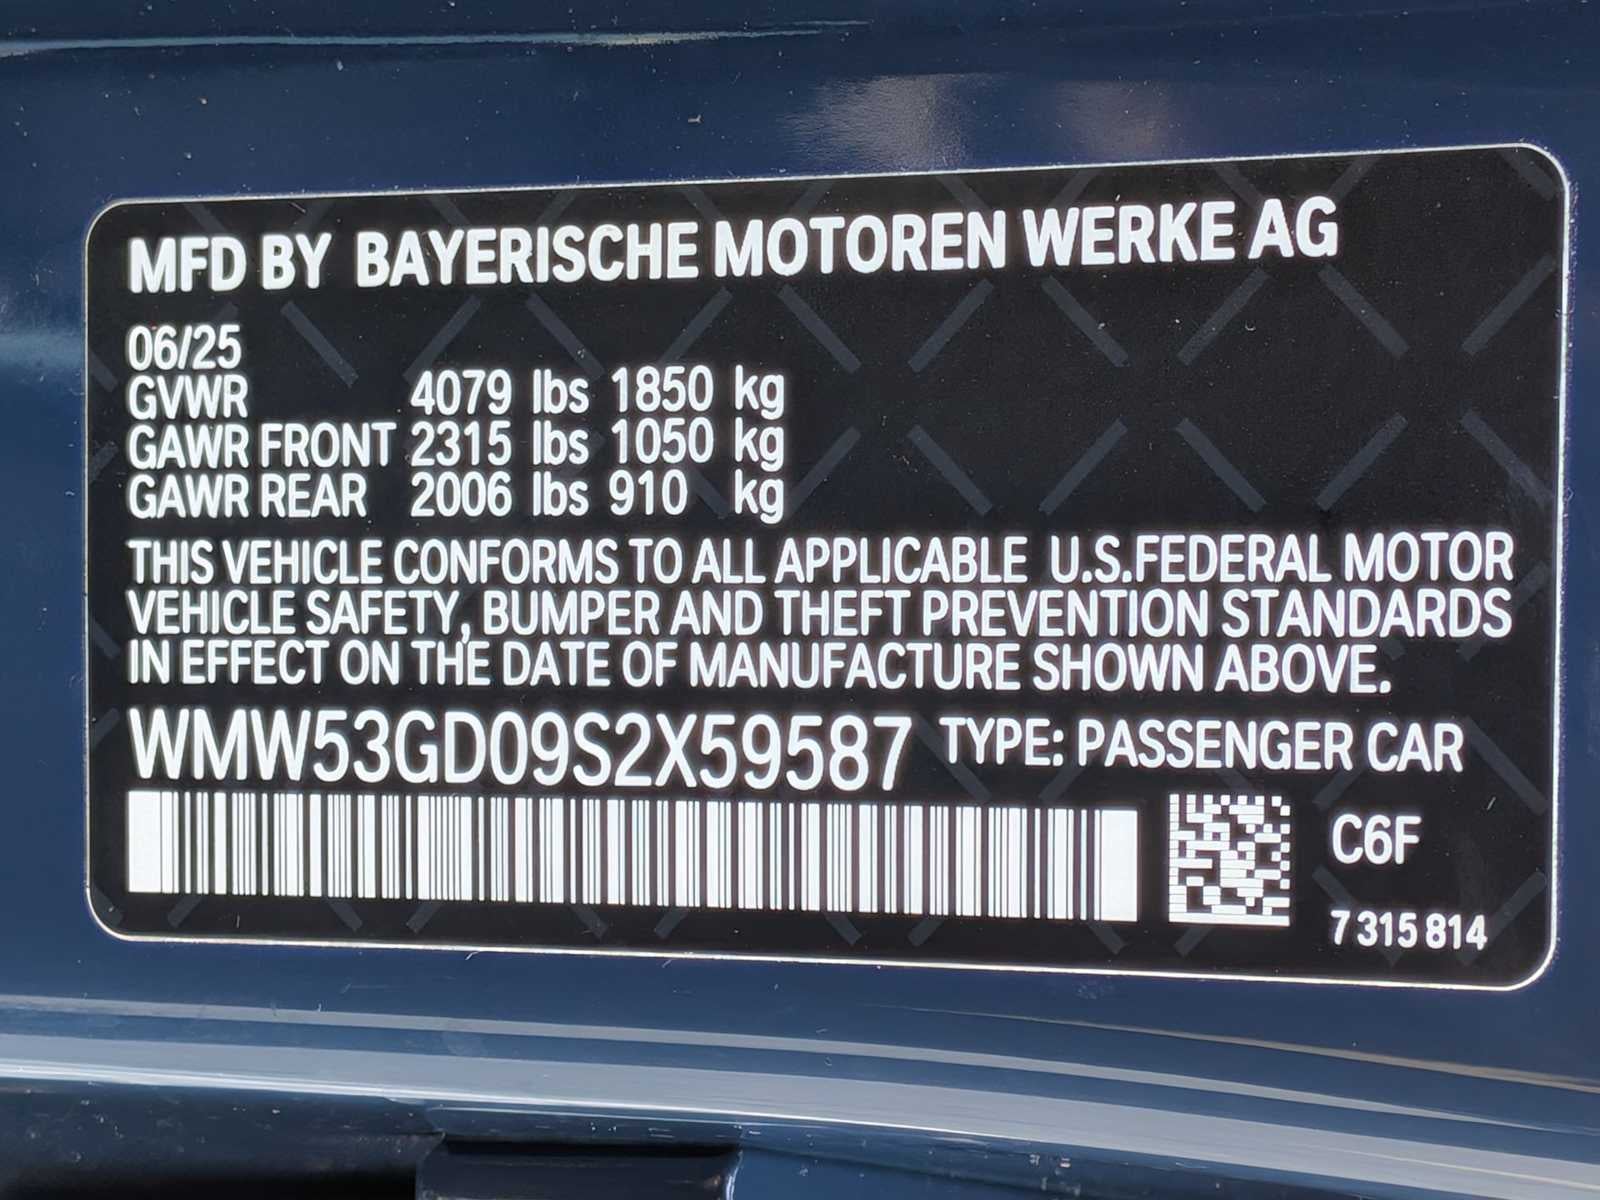 MFD BY BAYERISCHE MOTOREN WERKE AG
06/25
GVWR 4079 lbs 1850 kg
GAWR FRONT 2315 lbs 1050 kg
GAWR REAR 2006 lbs 910 kg
THIS VEHICLE CONFORMS TO ALL APPLICABLE U.S.FEDERAL MOTOR
VEHICLE SAFETY, BUMPER AND THEFT PREVENTION STANDARDS
IN EFFECT ON THE DATE OF MANUFACTURE SHOWN ABOVE.
WMW53GD09S2X59587 TYPE: PASSENGER CAR
C6F
7 315 814